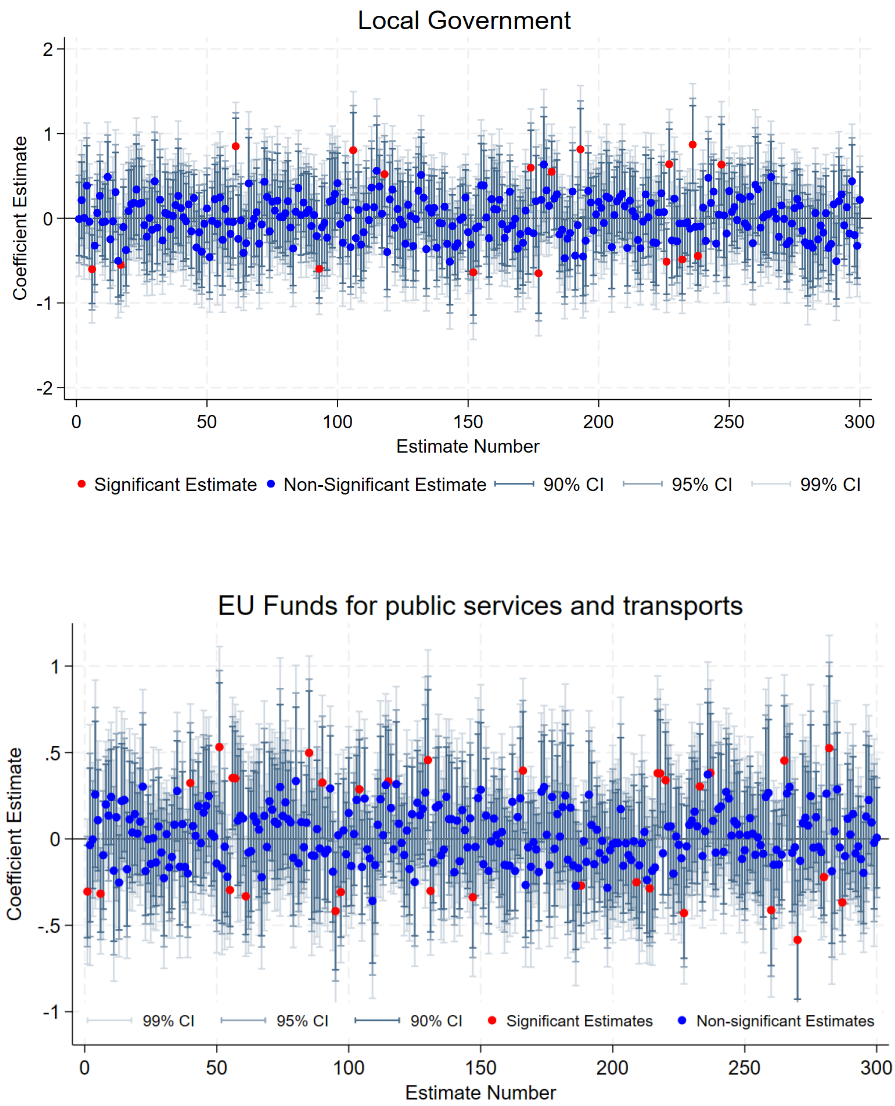 Local Government
2
1
0
-1
-2
Coefficient Estimate
0 50 100 150 200 250 300
Estimate Number
Significant Estimate Non-Significant Estimate 90% CI 95% CI 99% CI
EU Funds for public services and transports
1
.5
0
-.5
-1
Coefficient Estimate
99% CI 95% CI 90% CI Significant Estimates Non-significant Estimates
0 50 100 150 200 250 300
Estimate Number